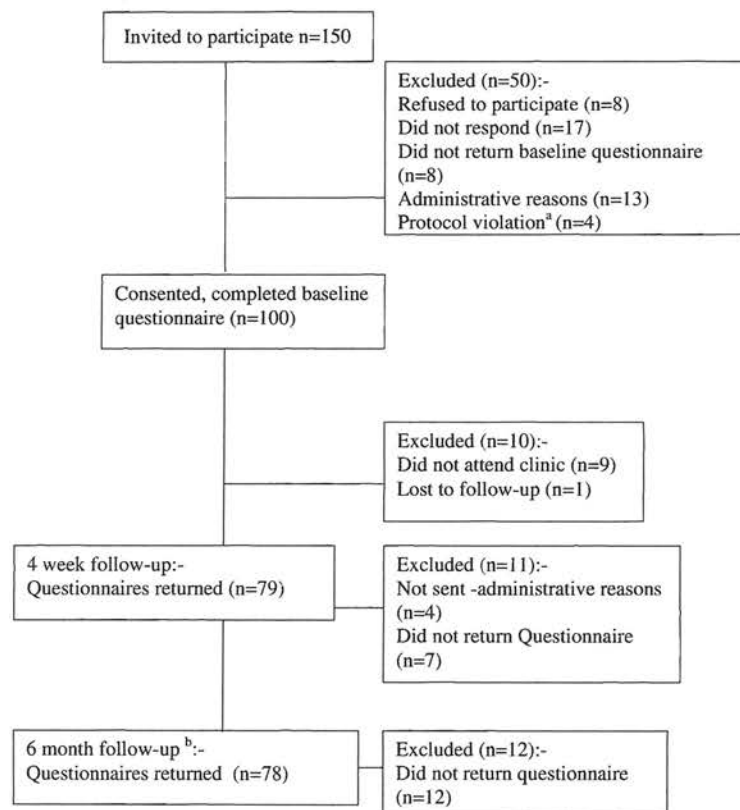 Invited to participate n=150
Excluded (n=50):-
Refused to participate (n=8)
Did not respond (n=17)
Did not return baseline questionnaire
(n=8)
Administrative reasons (n=13)
Protocol violationᵃ (n=4)
Consented, completed baseline
questionnaire (n=100)
Excluded (n=10):-
Did not attend clinic (n=9)
Lost to follow-up (n=1)
4 week follow-up:-
Questionnaires returned (n=79)
Excluded (n=11):-
Not sent -administrative reasons
(n=4)
Did not return Questionnaire
(n=7)
6 month follow-up ᵇ:-
Questionnaires returned (n=78)
Excluded (n=12):-
Did not return questionnaire
(n=12)